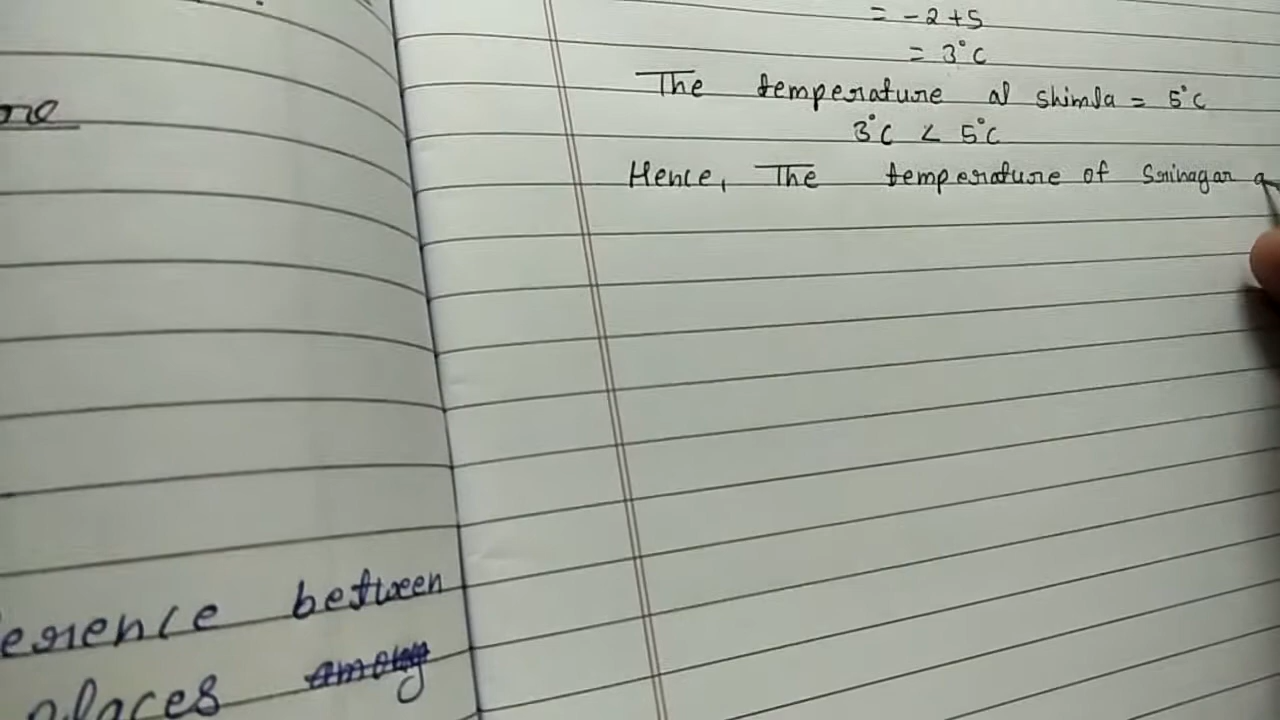 erence between
places among
= -2+5
= 3°C
The temperature at shimla = 5°C
3°C < 5°C
Hence, The temperature of Srinagar